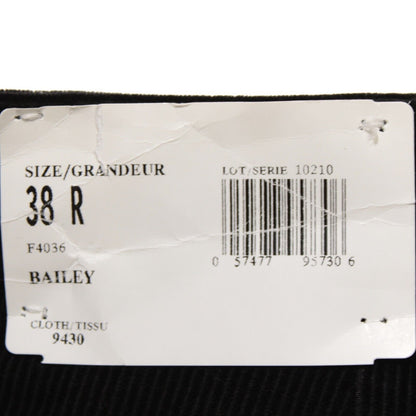 SIZE/GRANDEUR
38 R
F4036
BAILEY
CLOTH/TISSU
9430
LOT/SERIE 10210
0 57477 95730 6